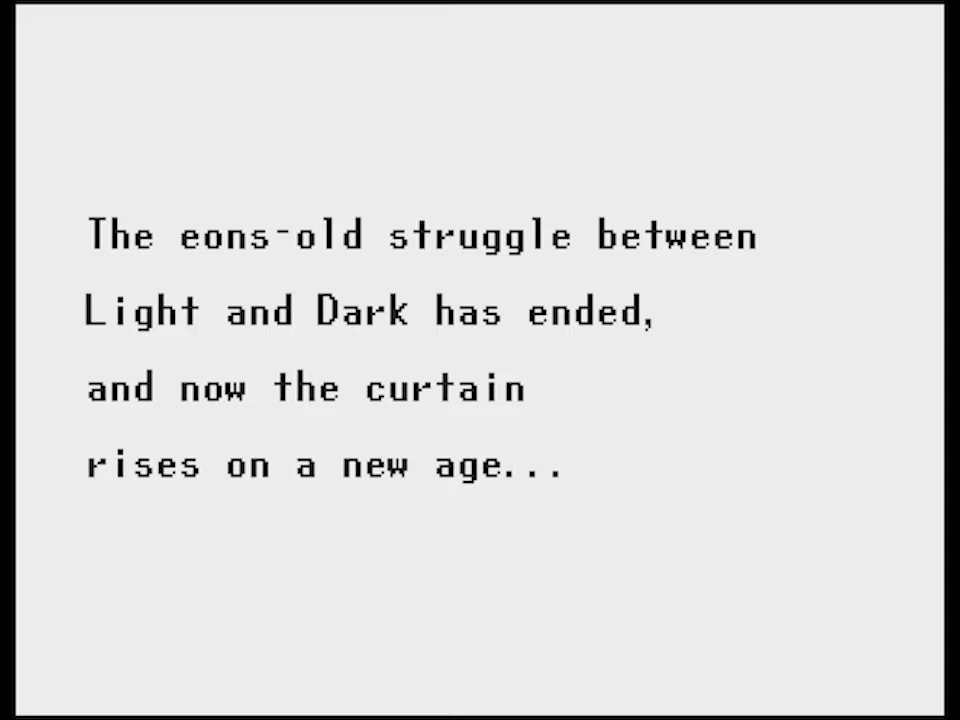 The eons-old struggle between
Light and Dark has ended,
and now the curtain
rises on a new age...